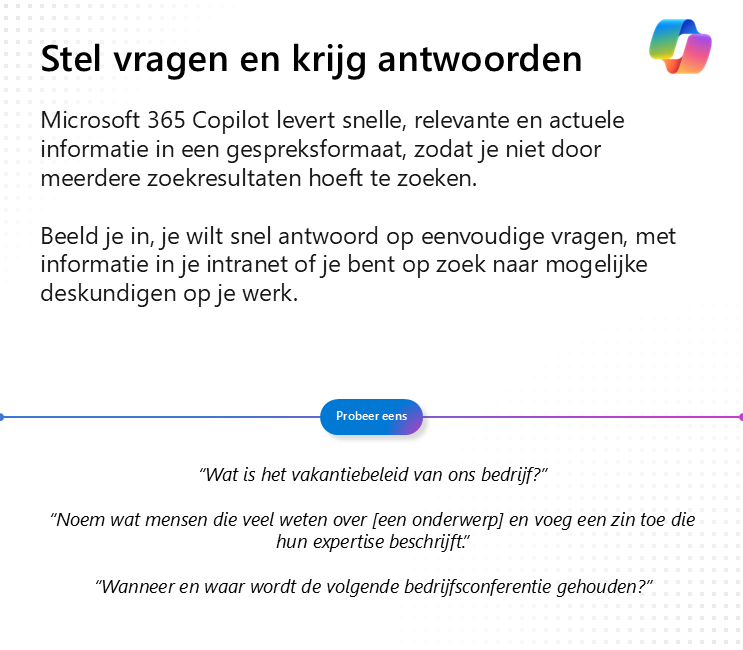 Stel vragen en krijg antwoorden
Microsoft 365 Copilot levert snelle, relevante en actuele
informatie in een gespreksformaat, zodat je niet door
meerdere zoekresultaten hoeft te zoeken.
Beeld je in, je wilt snel antwoord op eenvoudige vragen, met
informatie in je intranet of je bent op zoek naar mogelijke
deskundigen op je werk.
Probeer eens
“Wat is het vakantiebeleid van ons bedrijf?”
“Noem wat mensen die veel weten over [een onderwerp] en voeg een zin toe die
hun expertise beschrijft.”
“Wanneer en waar wordt de volgende bedrijfsconferentie gehouden?”